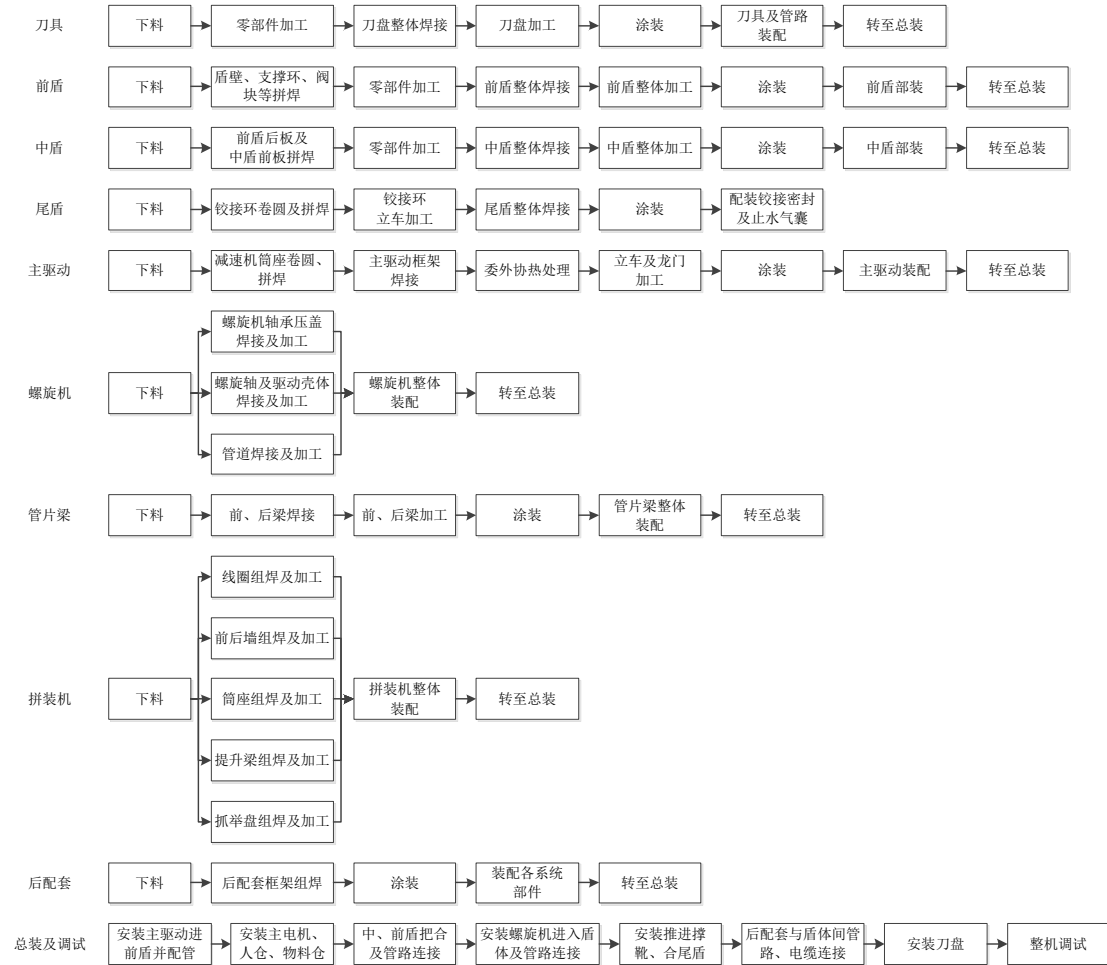 刀具
下料
零部件加工
刀盘整体焊接
刀盘加工
涂装
刀具及管路
装配
转至总装
前盾
下料
盾壁、支撑环、阀
块等拼焊
零部件加工
前盾整体焊接
前盾整体加工
涂装
前盾部装
转至总装
中盾
下料
前盾后板及
中盾前板拼焊
零部件加工
中盾整体焊接
中盾整体加工
涂装
中盾部装
转至总装
尾盾
下料
铰接环卷圆及拼焊
铰接环
立车加工
尾盾整体焊接
涂装
配装铰接密封
及止水气囊
主驱动
下料
减速机筒座卷圆、
拼焊
主驱动框架
焊接
委外协热处理
立车及龙门
加工
涂装
主驱动装配
转至总装
螺旋机
下料
螺旋机轴承压盖
焊接及加工
螺旋轴及驱动壳体
焊接及加工
管道焊接及加工
螺旋机整体
装配
转至总装
管片梁
下料
前、后梁焊接
前、后梁加工
涂装
管片梁整体
装配
转至总装
拼装机
下料
线圈组焊及加工
前后墙组焊及加工
筒座组焊及加工
提升梁组焊及加工
抓举盘组焊及加工
拼装机整体
装配
转至总装
后配套
下料
后配套框架组焊
涂装
装配各系统
部件
转至总装
总装及调试
安装主驱动进
前盾并配管
安装主电机、
人仓、物料仓
中、前盾把合
及管路连接
安装螺旋机进入盾
体及管路连接
安装推进撑
靴、合尾盾
后配套与盾体间管
路、电缆连接
安装刀盘
整机调试